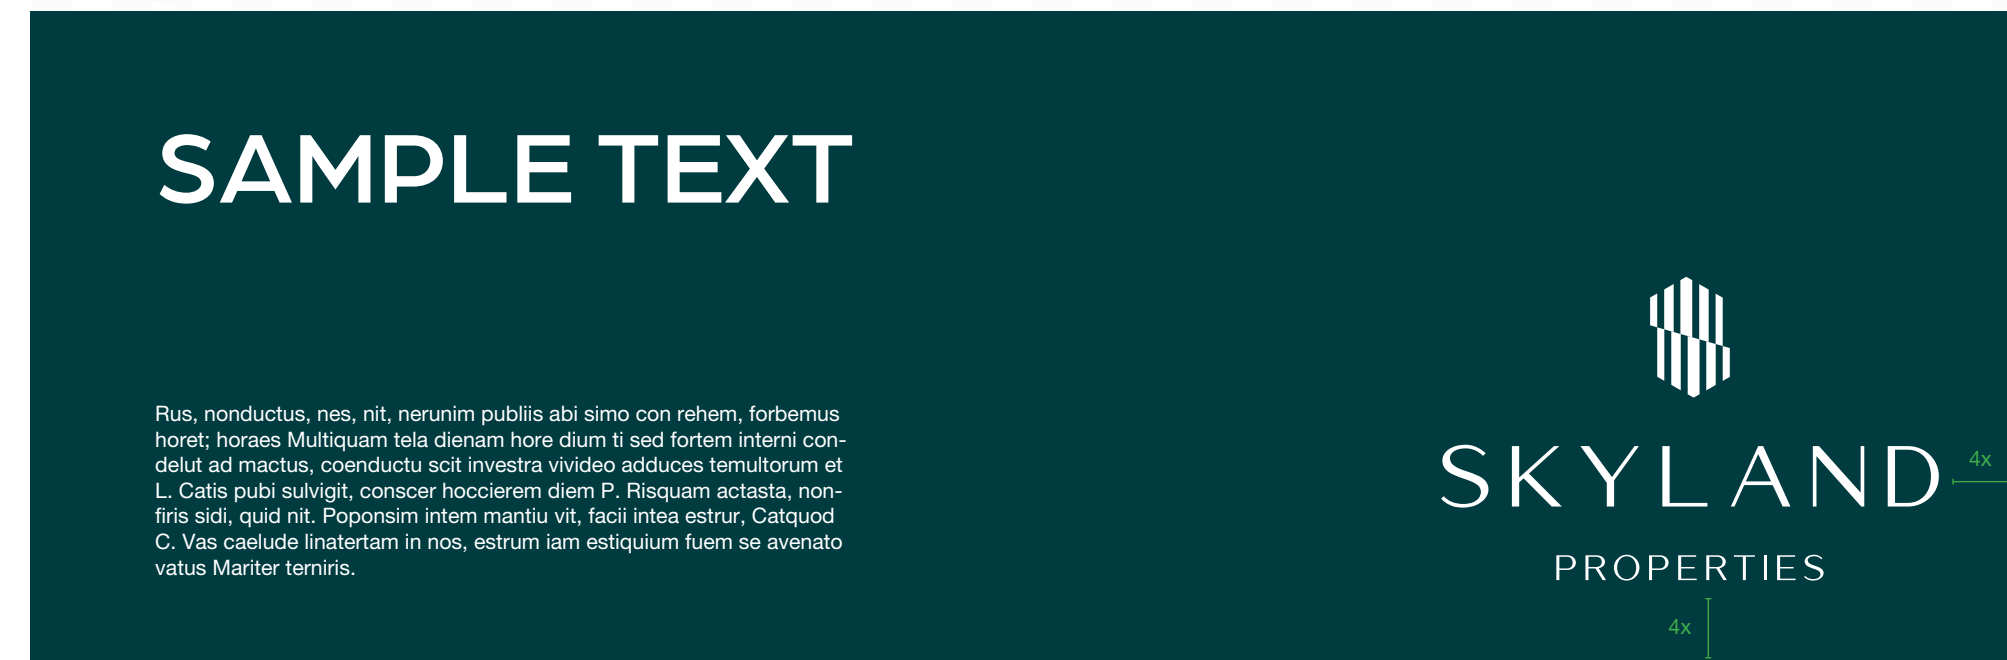 SAMPLE TEXT
Rus, nonductus, nes, nit, nerunim publiis abi simo con rehem, forbemus
horet; horaes Multiquam tela dienam hore dium ti sed fortem interni con-
delut ad mactus, coenductu scit investra vivideo adduces temultorum et
L. Catis pubi sulvigit, conscer hoccierem diem P. Risquam actasta, non-
firis sidi, quid nit. Poponsim intem mantiu vit, facii intea estrur, Catquod
C. Vas caelude linatertam in nos, estrum iam estiquium fuem se avenato
vatus Mariter terniris.
SKYLAND
PROPERTIES
4x
4x